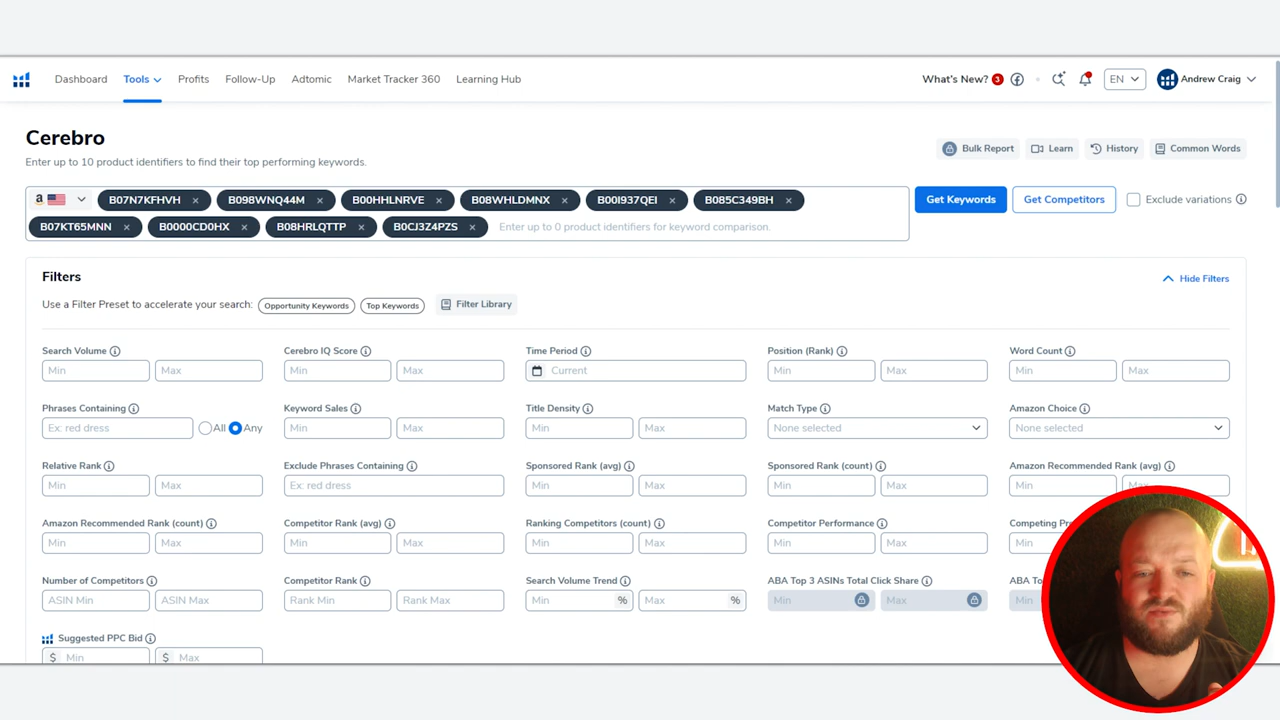 Dashboard Tools Profits Follow-Up Adtomic Market Tracker 360 Learning Hub What's New? 3 EN Andrew Craig
Cerebro
Enter up to 10 product identifiers to find their top performing keywords.
Bulk Report Learn History Common Words
a B07N7KFHVH × B098WNQ44M × B00HHLNRVE × B08WHLDMNX × B00I937QEI × B085C349BH ×
B07KT65MNN × B0000CD0HX × B08HRLQTTP × B0CJ3Z4PZS × Enter up to 0 product identifiers for keyword comparison.
Get Keywords Get Competitors Exclude variations
Filters Hide Filters
Use a Filter Preset to accelerate your search: Opportunity Keywords Top Keywords Filter Library
Search Volume Cerebro IQ Score Time Period Position (Rank) Word Count
Min Max Min Max Current Min Max Min Max
Phrases Containing Keyword Sales Title Density Match Type Amazon Choice
Ex: red dress All Any Min Max Min Max None selected None selected
Relative Rank Exclude Phrases Containing Sponsored Rank (avg) Sponsored Rank (count) Amazon Recommended Rank (avg)
Min Max Ex: red dress Min Max Min Max Min Max
Amazon Recommended Rank (count) Competitor Rank (avg) Ranking Competitors (count) Competitor Performance Competing
Min Max Min Max Min Max Min Max Min
Number of Competitors Competitor Rank Search Volume Trend ABA Top 3 ASINs Total Click Share ABA
ASIN Min ASIN Max Rank Min Rank Max Min % Max % Min Max Min
Suggested PPC Bid
$ Min $ Max